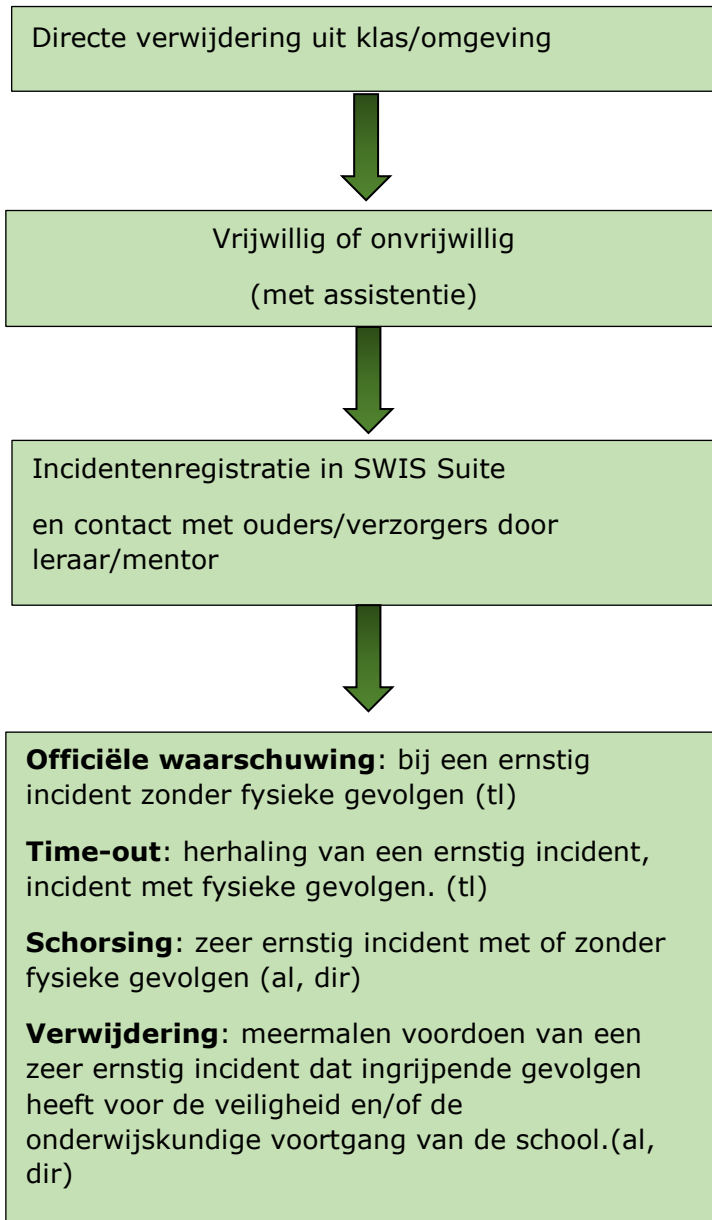 Directe verwijdering uit klas/omgeving
Vrijwillig of onvrijwillig
(met assistentie)
Incidentenregistratie in SWIS Suite
en contact met ouders/verzorgers door
leraar/mentor
Officiële waarschuwing: bij een ernstig
incident zonder fysieke gevolgen (tl)
Time-out: herhaling van een ernstig incident,
incident met fysieke gevolgen. (tl)
Schorsing: zeer ernstig incident met of zonder
fysieke gevolgen (al, dir)
Verwijdering: meermalen voordoen van een
zeer ernstig incident dat ingrijpende gevolgen
heeft voor de veiligheid en/of de
onderwijskundige voortgang van de school.(al,
dir)